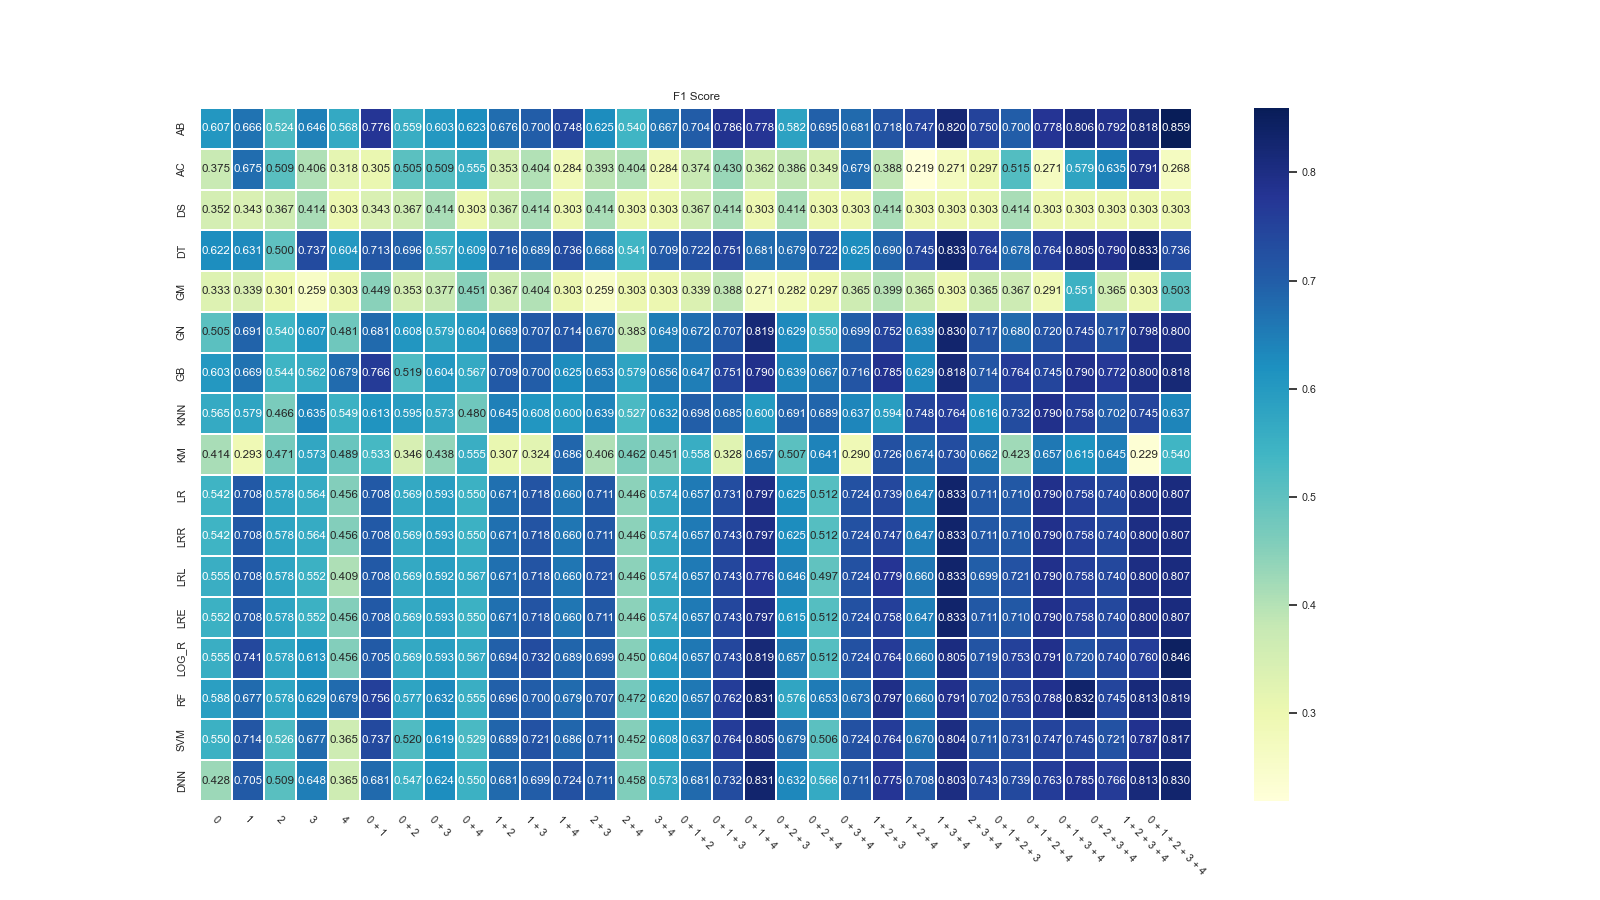 F1 Score
AB 0.607 0.666 0.524 0.646 0.568 0.776 0.559 0.603 0.623 0.676 0.700 0.748 0.625 0.540 0.667 0.704 0.786 0.778 0.582 0.695 0.681 0.718 0.747 0.820 0.750 0.700 0.778 0.806 0.792 0.818 0.859
AC 0.375 0.675 0.509 0.406 0.318 0.305 0.505 0.509 0.555 0.353 0.404 0.284 0.393 0.404 0.284 0.374 0.430 0.362 0.386 0.349 0.679 0.388 0.219 0.271 0.297 0.515 0.271 0.579 0.635 0.791 0.268
0.8
DS 0.352 0.343 0.367 0.414 0.303 0.343 0.367 0.414 0.303 0.367 0.414 0.303 0.414 0.303 0.303 0.367 0.414 0.303 0.414 0.303 0.303 0.414 0.303 0.303 0.303 0.414 0.303 0.303 0.303 0.303 0.303
DT 0.622 0.631 0.500 0.737 0.604 0.713 0.696 0.557 0.609 0.716 0.689 0.736 0.668 0.541 0.709 0.722 0.751 0.681 0.679 0.722 0.625 0.690 0.745 0.833 0.764 0.678 0.764 0.805 0.790 0.833 0.736
0.7
GM 0.333 0.339 0.301 0.259 0.303 0.449 0.353 0.377 0.451 0.367 0.404 0.303 0.259 0.303 0.303 0.339 0.388 0.271 0.282 0.297 0.365 0.399 0.365 0.303 0.365 0.367 0.291 0.551 0.365 0.303 0.503
GN 0.505 0.691 0.540 0.607 0.481 0.681 0.608 0.579 0.604 0.669 0.707 0.714 0.670 0.383 0.649 0.672 0.707 0.819 0.629 0.550 0.699 0.752 0.639 0.830 0.717 0.680 0.720 0.745 0.717 0.798 0.800
GB 0.603 0.669 0.544 0.562 0.679 0.766 0.519 0.604 0.567 0.709 0.700 0.625 0.653 0.579 0.656 0.647 0.751 0.790 0.639 0.667 0.716 0.785 0.629 0.818 0.714 0.764 0.745 0.790 0.772 0.800 0.818
0.6
KNN 0.565 0.579 0.466 0.635 0.549 0.613 0.595 0.573 0.480 0.645 0.608 0.600 0.639 0.527 0.632 0.698 0.685 0.600 0.691 0.689 0.637 0.594 0.748 0.764 0.616 0.732 0.790 0.758 0.702 0.745 0.637
KM 0.414 0.293 0.471 0.573 0.489 0.533 0.346 0.438 0.555 0.307 0.324 0.686 0.406 0.462 0.451 0.558 0.328 0.657 0.507 0.641 0.290 0.726 0.674 0.730 0.662 0.423 0.657 0.615 0.645 0.229 0.540
LR 0.542 0.708 0.578 0.564 0.456 0.708 0.569 0.593 0.550 0.671 0.718 0.660 0.711 0.446 0.574 0.657 0.731 0.797 0.625 0.512 0.724 0.739 0.647 0.833 0.711 0.710 0.790 0.758 0.740 0.800 0.807
0.5
LRR 0.542 0.708 0.578 0.564 0.456 0.708 0.569 0.593 0.550 0.671 0.718 0.660 0.711 0.446 0.574 0.657 0.743 0.797 0.625 0.512 0.724 0.747 0.647 0.833 0.711 0.710 0.790 0.758 0.740 0.800 0.807
LRL 0.555 0.708 0.578 0.552 0.409 0.708 0.569 0.592 0.567 0.671 0.718 0.660 0.721 0.446 0.574 0.657 0.743 0.776 0.646 0.497 0.724 0.779 0.660 0.833 0.699 0.721 0.790 0.758 0.740 0.800 0.807
0.4
LRE 0.552 0.708 0.578 0.552 0.456 0.708 0.569 0.593 0.550 0.671 0.718 0.660 0.711 0.446 0.574 0.657 0.743 0.797 0.615 0.512 0.724 0.758 0.647 0.833 0.711 0.710 0.790 0.758 0.740 0.800 0.807
LOG_R 0.555 0.741 0.578 0.613 0.456 0.705 0.569 0.593 0.567 0.694 0.732 0.689 0.699 0.450 0.604 0.657 0.743 0.819 0.657 0.512 0.724 0.764 0.660 0.805 0.719 0.753 0.791 0.720 0.740 0.760 0.846
RF 0.588 0.677 0.578 0.629 0.679 0.756 0.577 0.632 0.555 0.696 0.700 0.679 0.707 0.472 0.620 0.657 0.762 0.831 0.576 0.653 0.673 0.797 0.660 0.791 0.702 0.753 0.788 0.832 0.745 0.813 0.819
0.3
SVM 0.550 0.714 0.526 0.677 0.365 0.737 0.520 0.619 0.529 0.689 0.721 0.686 0.711 0.452 0.608 0.637 0.764 0.805 0.679 0.506 0.724 0.764 0.670 0.804 0.711 0.731 0.747 0.745 0.721 0.787 0.817
DNN 0.428 0.705 0.509 0.648 0.365 0.681 0.547 0.624 0.550 0.681 0.699 0.724 0.711 0.458 0.573 0.681 0.732 0.831 0.632 0.566 0.711 0.775 0.708 0.803 0.743 0.739 0.763 0.785 0.766 0.813 0.830
0
1
2
3
4
0 + 1
0 + 2
0 + 3
0 + 4
1 + 2
1 + 3
1 + 4
2 + 3
2 + 4
3 + 4
0 + 1 + 2
0 + 1 + 3
0 + 1 + 4
0 + 2 + 3
0 + 2 + 4
0 + 3 + 4
1 + 2 + 3
1 + 2 + 4
1 + 3 + 4
2 + 3 + 4
0 + 1 + 2 + 3
0 + 1 + 2 + 4
0 + 1 + 3 + 4
0 + 2 + 3 + 4
1 + 2 + 3 + 4
0 + 1 + 2 + 3 + 4